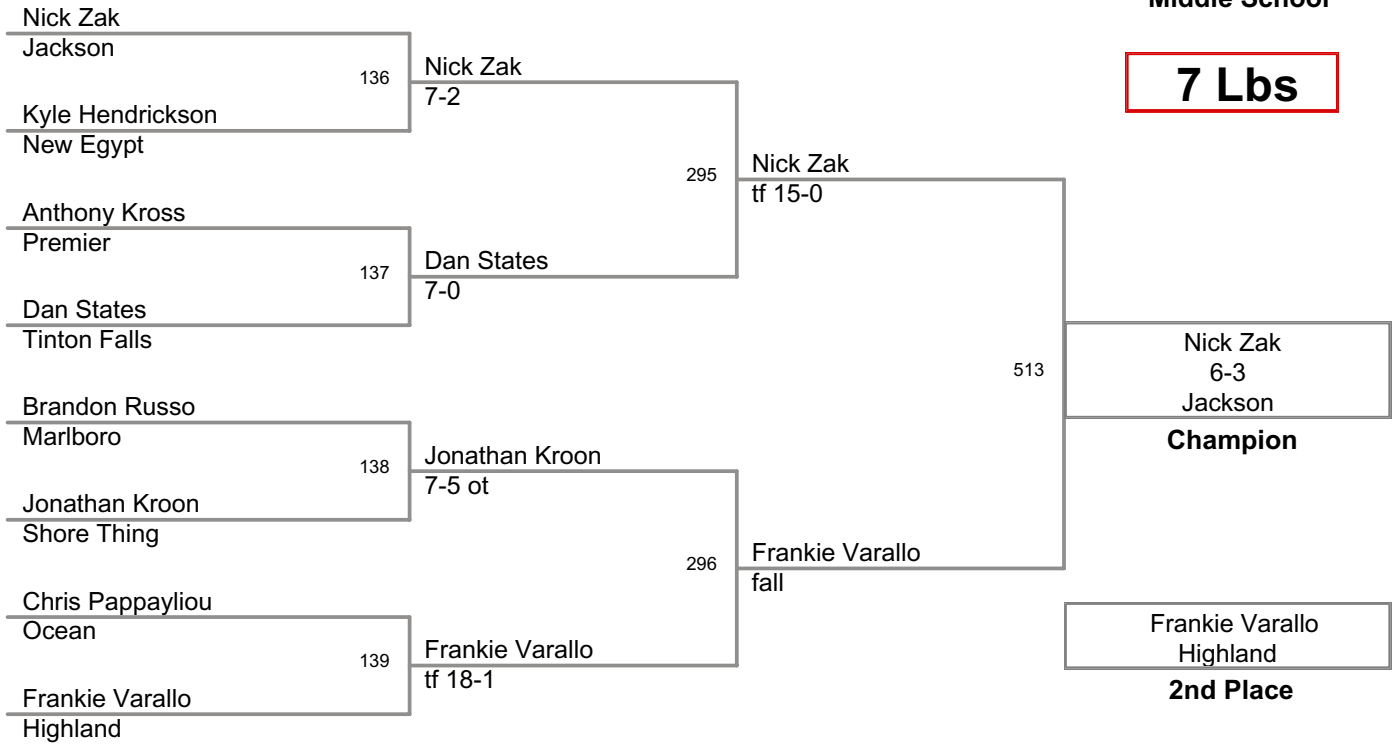 Middle School
7 Lbs
Nick Zak
Jackson
136
Kyle Hendrickson
New Egypt
Nick Zak
7-2
Anthony Kross
Premier
137
Dan States
Tinton Falls
Dan States
7-0
295
Nick Zak
tf 15-0
Brandon Russo
Marlboro
138
Jonathan Kroon
Shore Thing
Jonathan Kroon
7-5 ot
Chris Pappayliou
Ocean
139
Frankie Varallo
Highland
Frankie Varallo
tf 18-1
296
Frankie Varallo
fall
513
Nick Zak
6-3
Jackson
Champion
Frankie Varallo
Highland
2nd Place